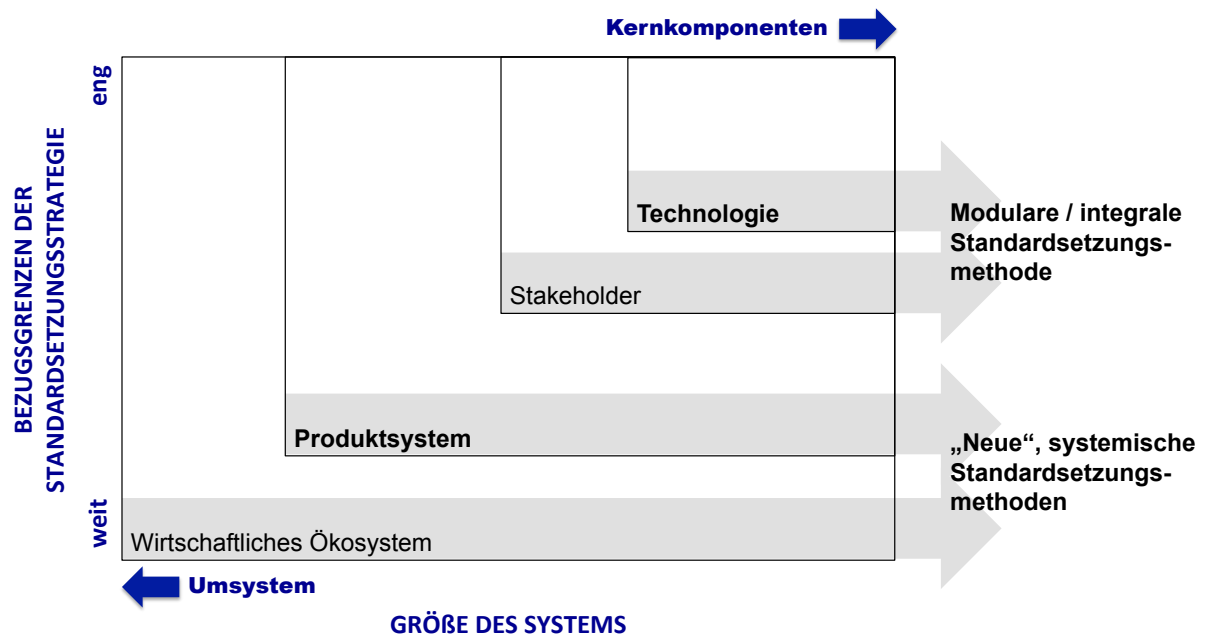 Kernkomponenten
eng
BEZUGSGRENZEN DER
STANDARDSETZUNGSSTRATEGIE
weit
Technologie
Modulare / integrale
Standardsetzungs-
methode
Stakeholder
Produktsystem
„Neue“, systemische
Standardsetzungs-
methoden
Wirtschaftliches Ökosystem
Umsystem
GRÖßE DES SYSTEMS